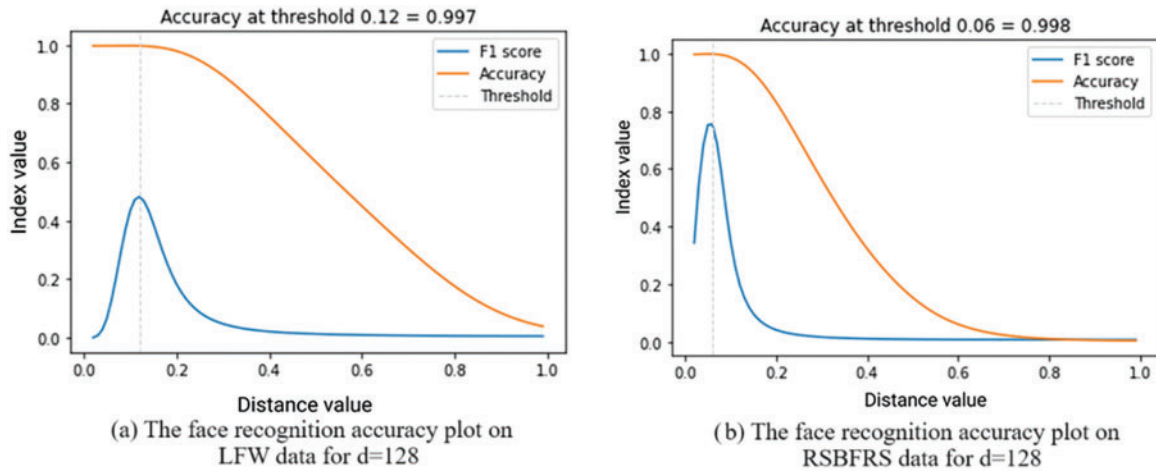 Accuracy at threshold 0.12 = 0.997
Index value
1.0
0.8
0.6
0.4
0.2
0.0
F1 score
Accuracy
Threshold
0.0 0.2 0.4 0.6 0.8 1.0
Distance value
(a) The face recognition accuracy plot on
LFW data for d=128
Accuracy at threshold 0.06 = 0.998
Index value
1.0
0.8
0.6
0.4
0.2
0.0
F1 score
Accuracy
Threshold
0.0 0.2 0.4 0.6 0.8 1.0
Distance value
(b) The face recognition accuracy plot on
RSBFRS data for d=128